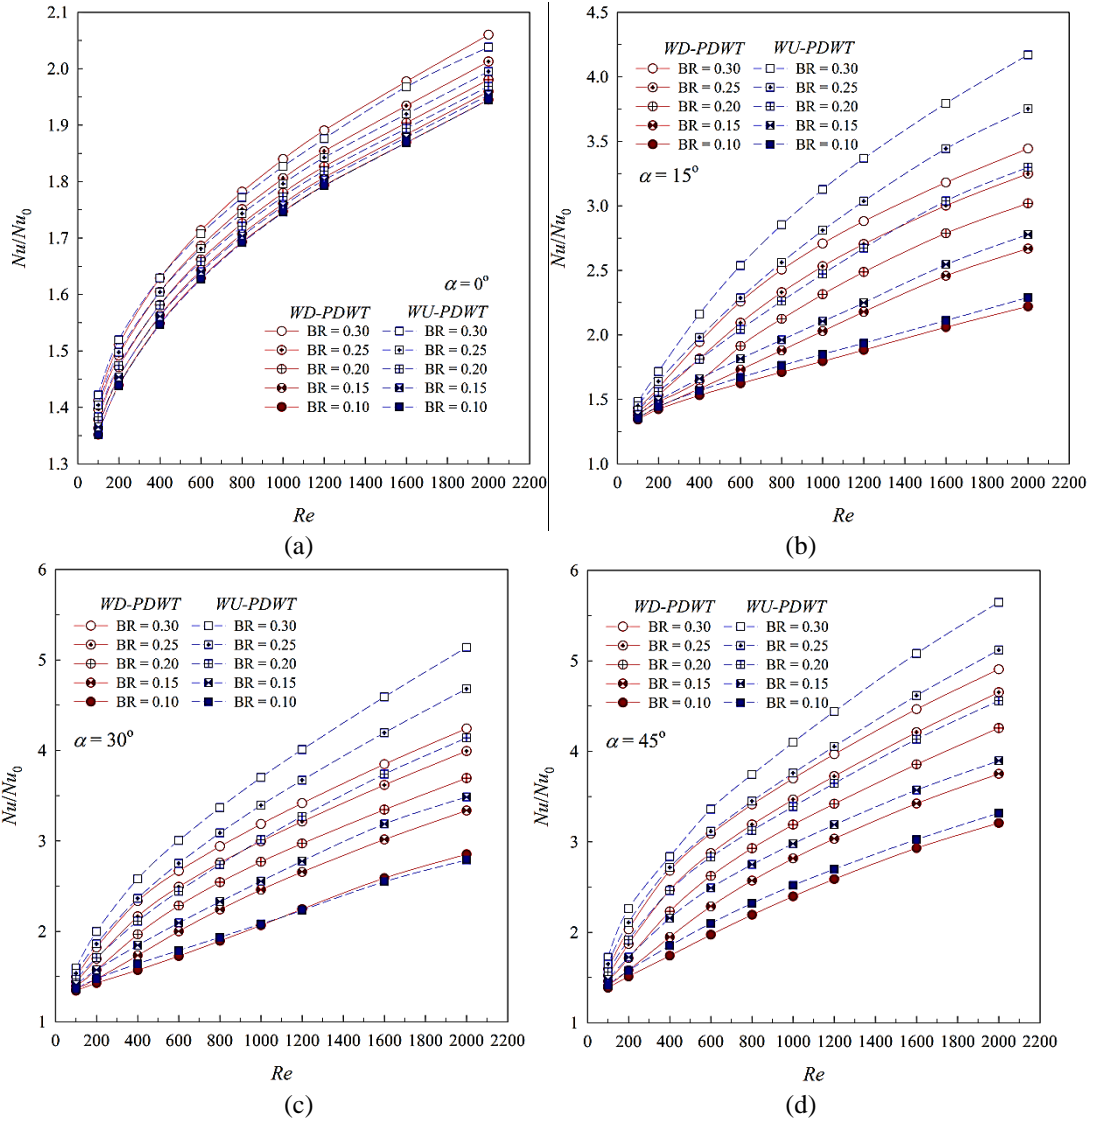 2.1
2.0
1.9
1.8
1.7
1.6
1.5
1.4
1.3
Nu/Nu0
α = 0o
WD-PDWT WU-PDWT
BR = 0.30 BR = 0.30
BR = 0.25 BR = 0.25
BR = 0.20 BR = 0.20
BR = 0.15 BR = 0.15
BR = 0.10 BR = 0.10
0 200 400 600 800 1000 1200 1400 1600 1800 2000 2200
Re
(a)
4.5
4.0
3.5
3.0
2.5
2.0
1.5
1.0
Nu/Nu0
WD-PDWT WU-PDWT
BR = 0.30 BR = 0.30
BR = 0.25 BR = 0.25
BR = 0.20 BR = 0.20
BR = 0.15 BR = 0.15
BR = 0.10 BR = 0.10
α = 15o
0 200 400 600 800 1000 1200 1400 1600 1800 2000 2200
Re
(b)
6
5
4
3
2
1
Nu/Nu0
WD-PDWT WU-PDWT
BR = 0.30 BR = 0.30
BR = 0.25 BR = 0.25
BR = 0.20 BR = 0.20
BR = 0.15 BR = 0.15
BR = 0.10 BR = 0.10
α = 30o
0 200 400 600 800 1000 1200 1400 1600 1800 2000 2200
Re
(c)
6
5
4
3
2
1
Nu/Nu0
WD-PDWT WU-PDWT
BR = 0.30 BR = 0.30
BR = 0.25 BR = 0.25
BR = 0.20 BR = 0.20
BR = 0.15 BR = 0.15
BR = 0.10 BR = 0.10
α = 45o
0 200 400 600 800 1000 1200 1400 1600 1800 2000 2200
Re
(d)